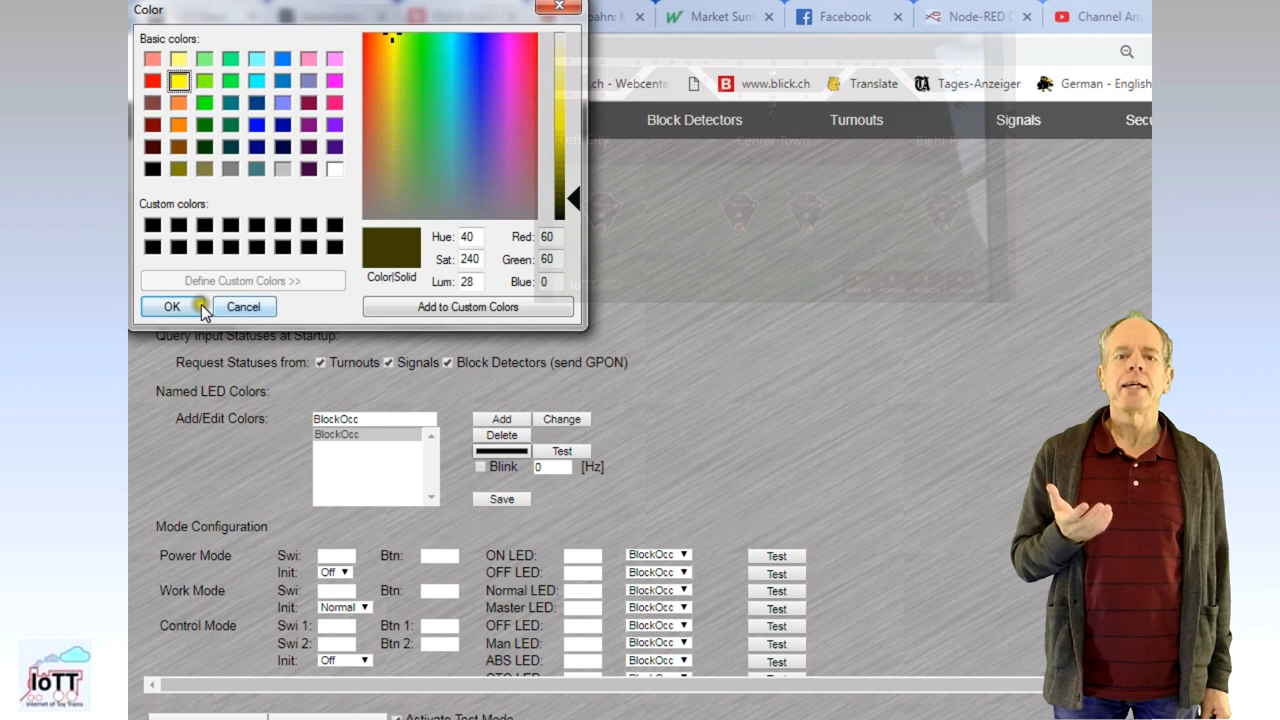 Color
Basic colors:
Custom colors:
Define Custom Colors >>
OK
Cancel
Color|Solid
Hue: 40
Sat: 240
Lum: 28
Red: 60
Green: 60
Blue: 0
Add to Custom Colors
Market Sum
Facebook
Node-RED
Channel An
.ch - Webcente
B www.blick.ch
Translate
Tages-Anzeiger
German - English
Block Detectors
Turnouts
Signals
Sec
Center Town
Query Input Statuses at Startup:
Request Statuses from: Turnouts Signals Block Detectors (send GPON)
Named LED Colors:
Add/Edit Colors: BlockOcc Add Change
BlockOcc Delete
Test
Blink 0 [Hz]
Save
Mode Configuration
Power Mode Swi: Btn: ON LED: BlockOcc Test
Init: Off OFF LED: BlockOcc Test
Work Mode Swi: Btn: Normal LED: BlockOcc Test
Init: Normal Master LED: BlockOcc Test
Control Mode Swi 1: Btn 1: OFF LED: BlockOcc Test
Swi 2: Btn 2: Man LED: BlockOcc Test
Init: Off ABS LED: BlockOcc Test
Activate Test Mode
IoTT
Internet of Toy Trains